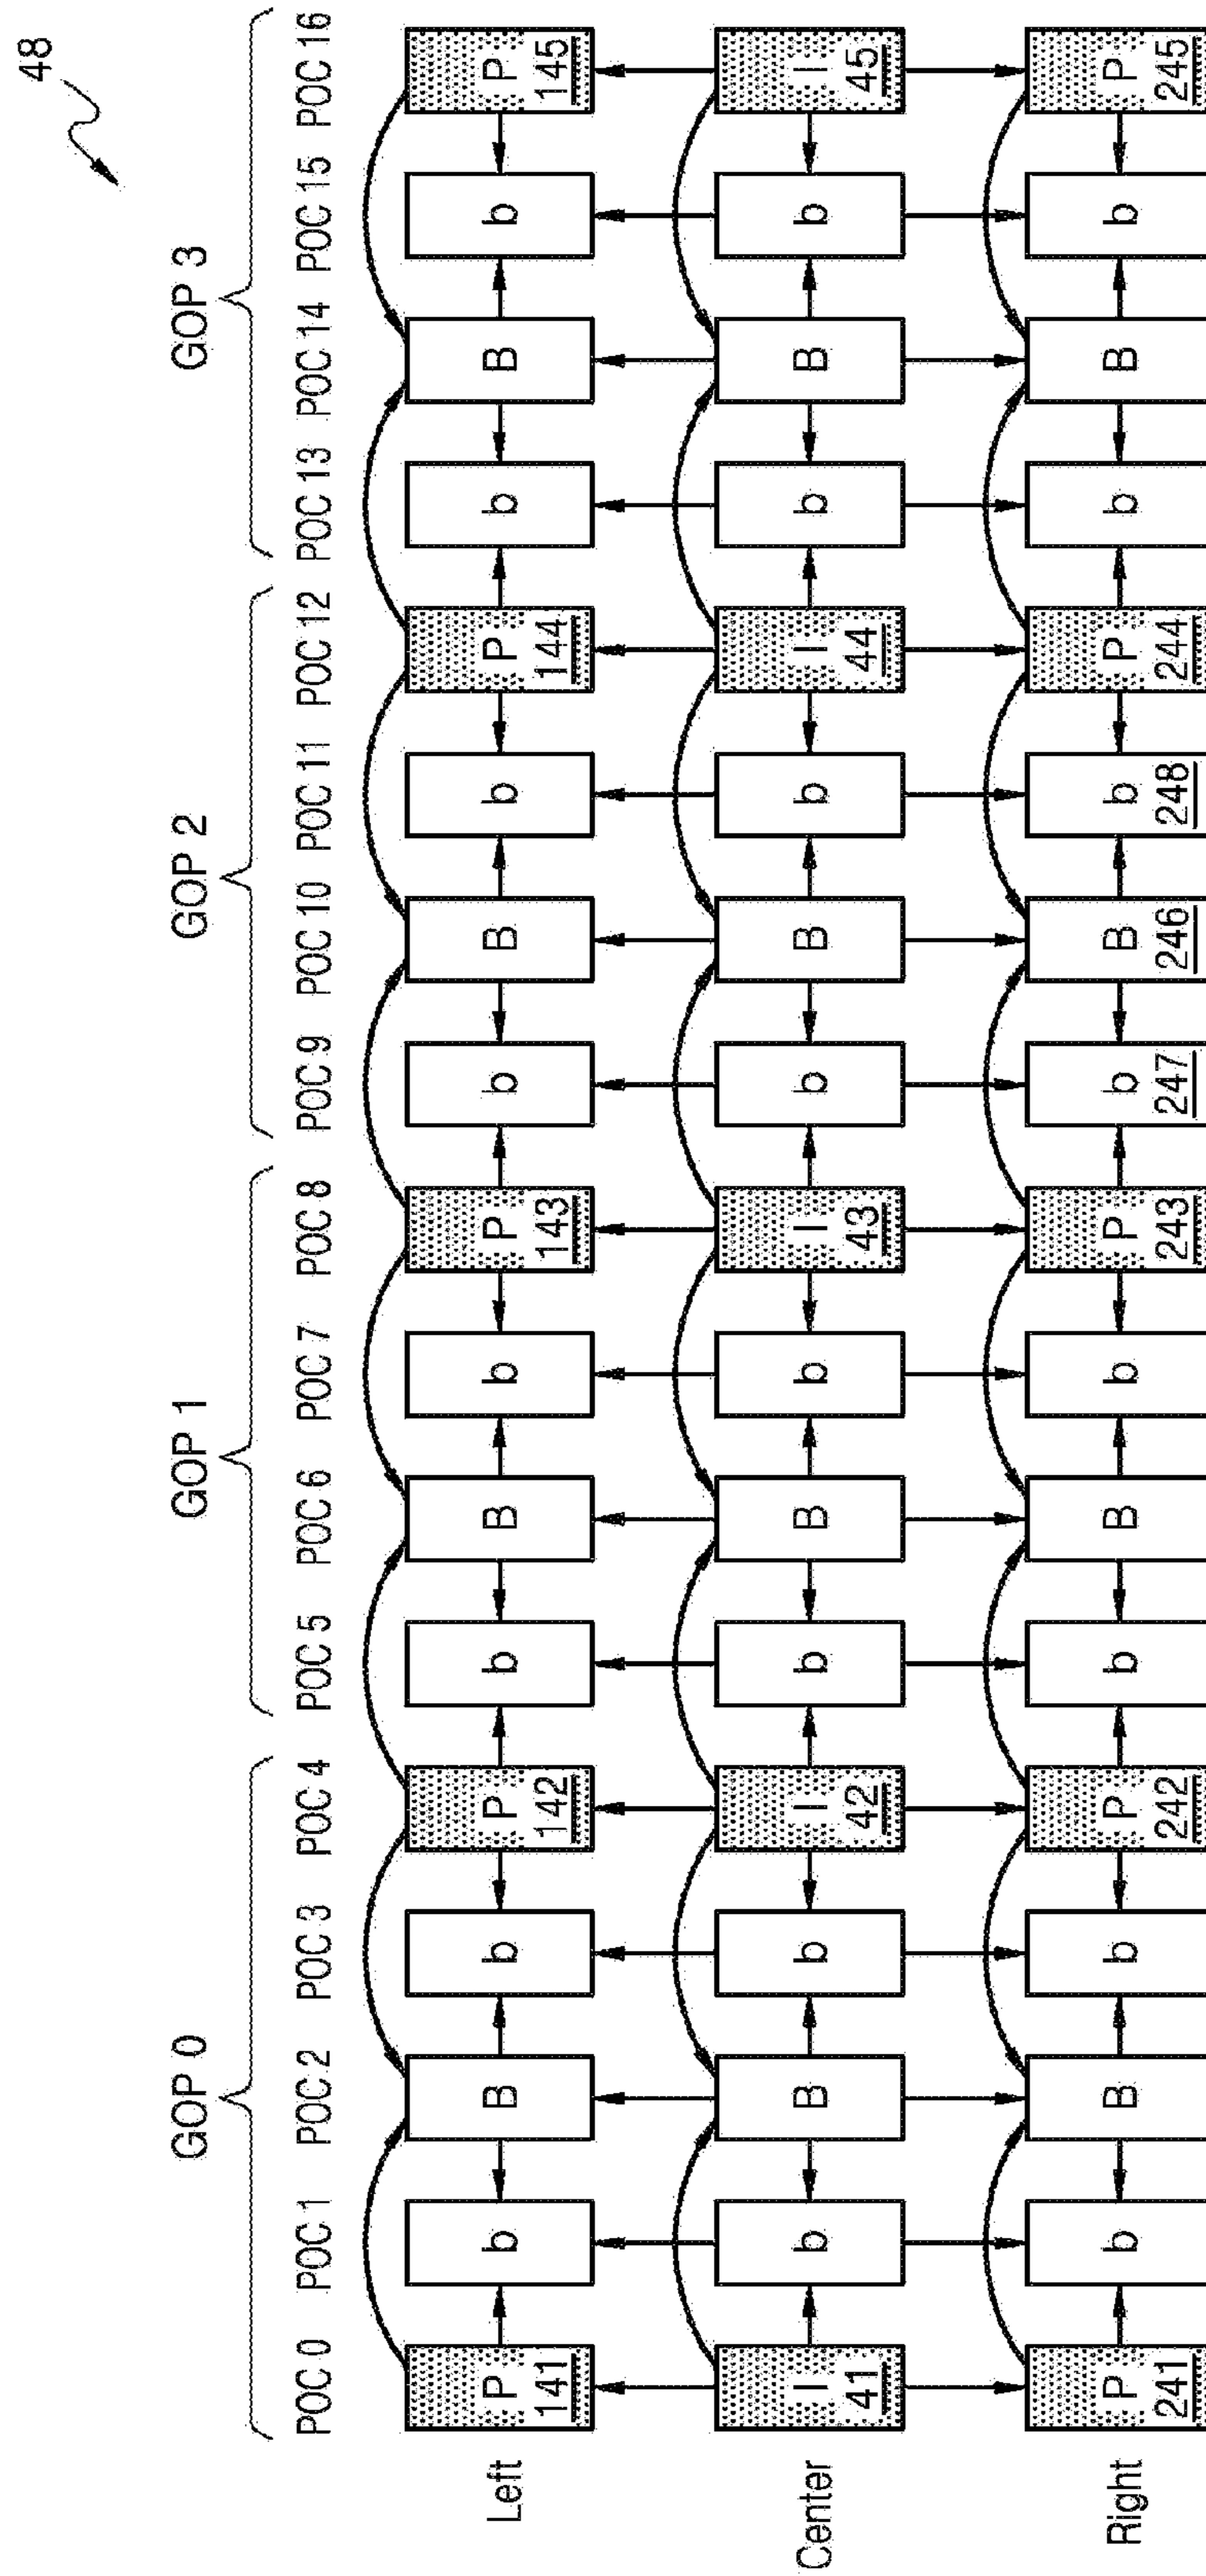 48
GOP 0 GOP 1 GOP 2 GOP 3
POC 0 POC 1 POC 2 POC 3 POC 4 POC 5 POC 6 POC 7 POC 8 POC 9 POC 10 POC 11 POC 12 POC 13 POC 14 POC 15 POC 16
Left P b B b P b B b P b B b P b B b P
141 142 143 144 145
Center I b B b I b B b I b B b I b B b I
41 42 43 44 45
Right P b B b P b B b P b B b P b B b P
241 242 243 247 246 248 244 245